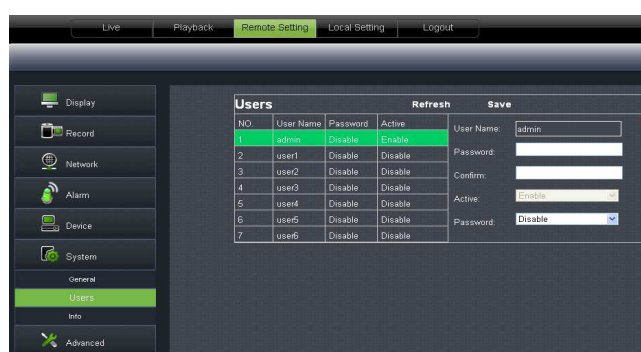 Live Playback Remote Setting Local Setting Logout
Display
Record
Network
Alarm
Device
System
General
Users
Info
Advanced
Users Refresh Save
NO. User Name Password Active
1 admin Disable Enable
2 user1 Disable Disable
3 user2 Disable Disable
4 user3 Disable Disable
5 user4 Disable Disable
6 user5 Disable Disable
7 user6 Disable Disable
User Name: admin
Password:
Confirm:
Active: Enable
Password: Disable